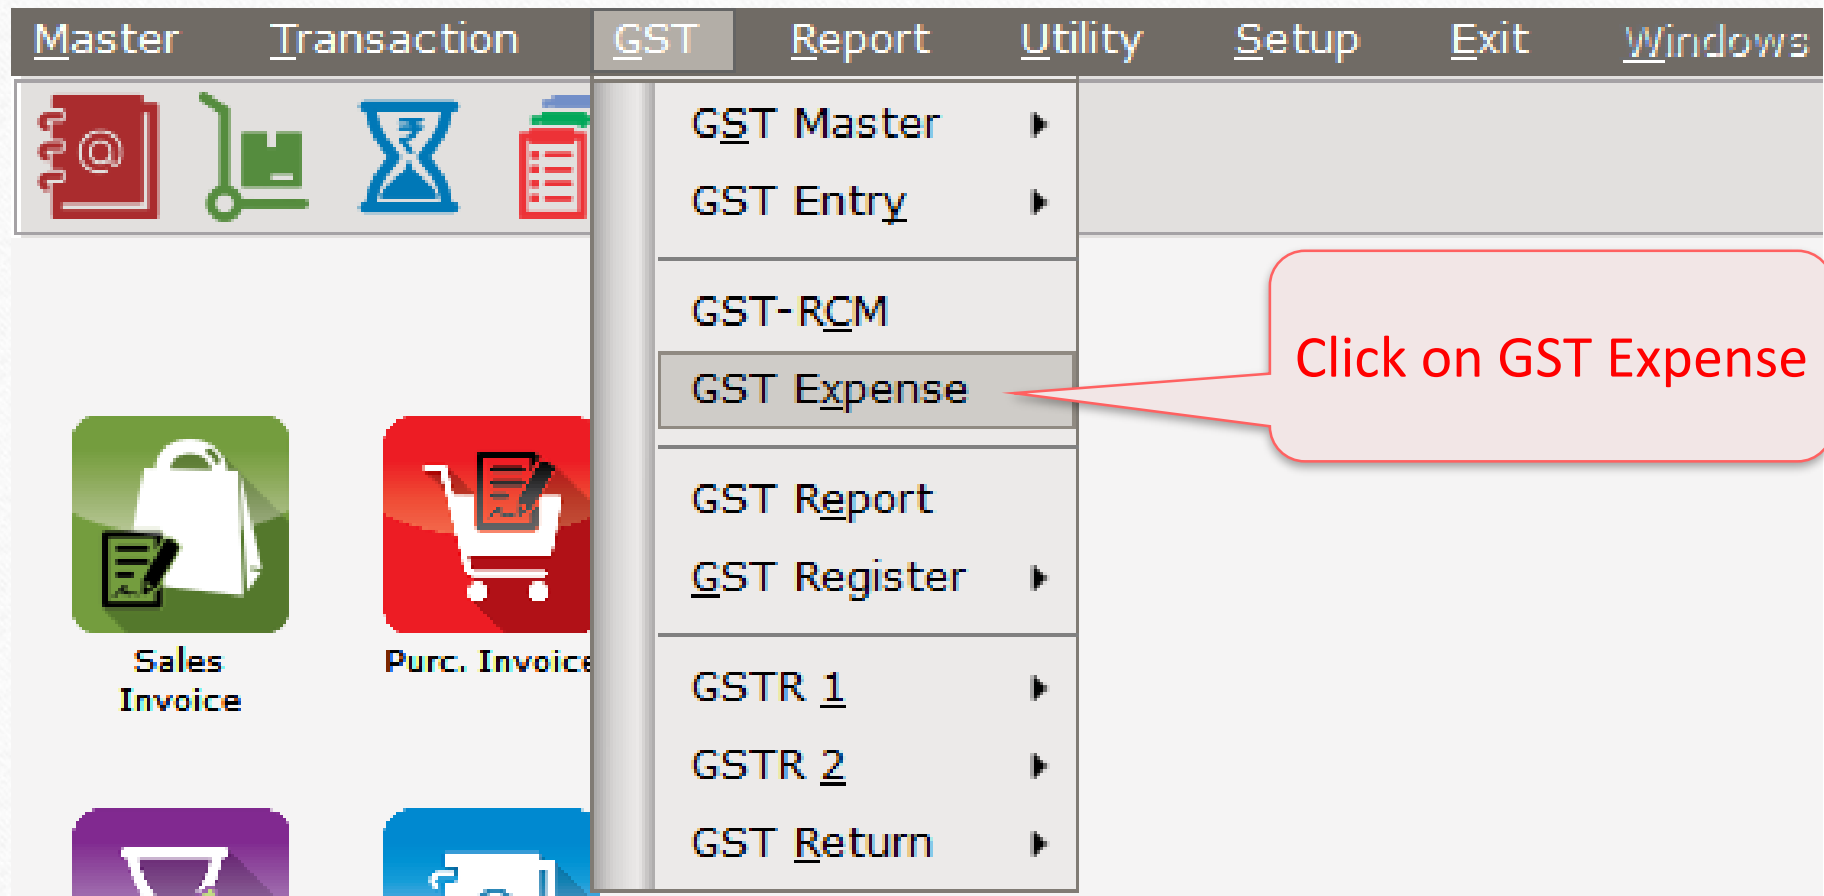 Master Transaction GST Report Utility Setup Exit Windows
@
₹
GST Master
GST Entry
GST-RCM
GST Expense
Click on GST Expense
GST Report
GST Register
Sales
Invoice
Purc. Invoice
GSTR 1
GSTR 2
GST Return